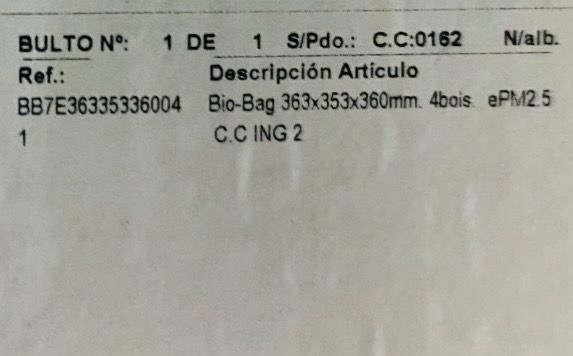 BULTO Nº: 1 DE 1 S/Pdo.: C.C:0162 N/alb.
Ref.: Descripción Artículo
BB7E36335336004 Bio-Bag 363x353x360mm. 4bois. ePM2.5
1 C.C ING 2